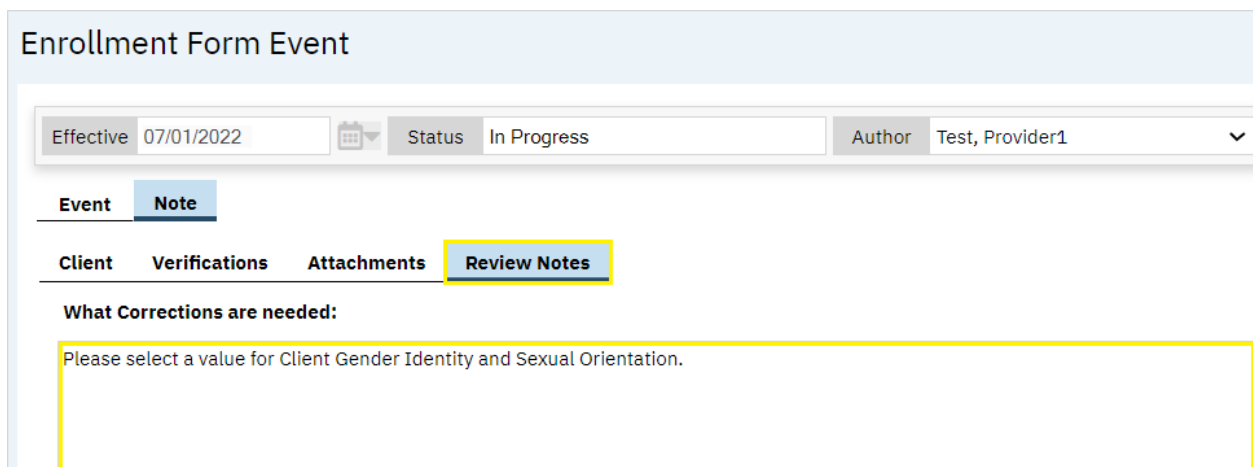 Enrollment Form Event
Effective 07/01/2022 Status In Progress Author Test, Provider1
Event Note
Client Verifications Attachments Review Notes
What Corrections are needed:
Please select a value for Client Gender Identity and Sexual Orientation.